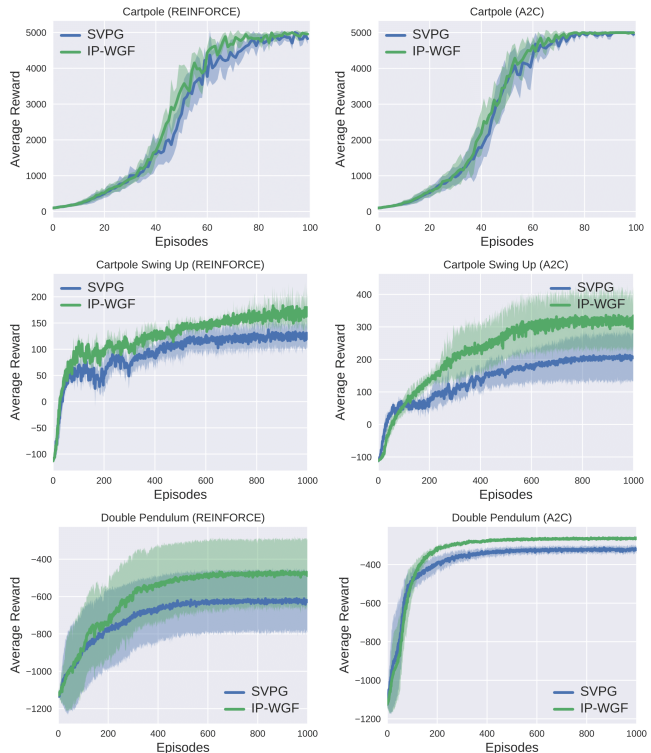 Cartpole (REINFORCE)
Average Reward
5000
4000
3000
2000
1000
0
SVPG
IP-WGF
0 20 40 60 80 100
Episodes
Cartpole (A2C)
Average Reward
5000
4000
3000
2000
1000
0
SVPG
IP-WGF
0 20 40 60 80 100
Episodes
Cartpole Swing Up (REINFORCE)
Average Reward
200
150
100
50
0
−50
−100
SVPG
IP-WGF
0 200 400 600 800 1000
Episodes
Cartpole Swing Up (A2C)
Average Reward
400
300
200
100
0
−100
SVPG
IP-WGF
0 200 400 600 800 1000
Episodes
Double Pendulum (REINFORCE)
Average Reward
−400
−600
−800
−1000
−1200
SVPG
IP-WGF
0 200 400 600 800 1000
Episodes
Double Pendulum (A2C)
Average Reward
−400
−600
−800
−1000
−1200
SVPG
IP-WGF
0 200 400 600 800 1000
Episodes